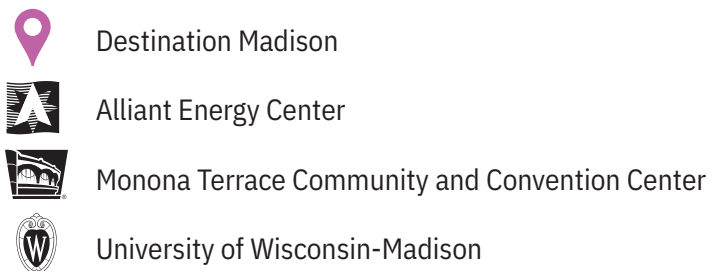 Destination Madison
Alliant Energy Center
Monona Terrace Community and Convention Center
®
W
University of Wisconsin-Madison